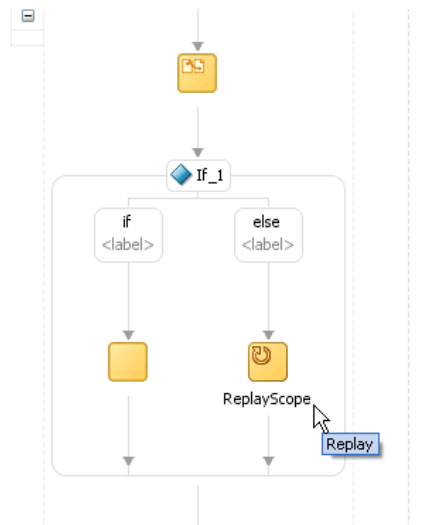 If_1
if
<label>
else
<label>
ReplayScope
Replay